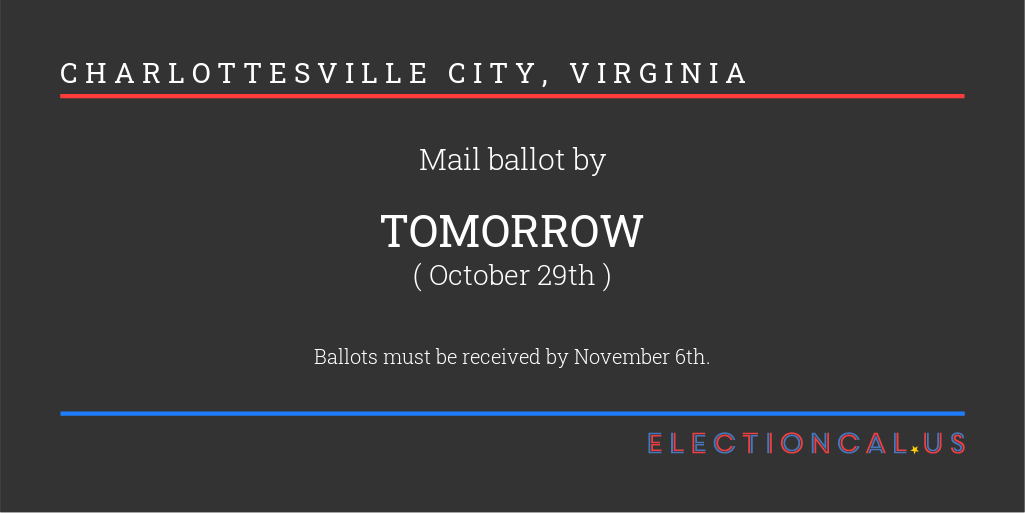 CHARLOTTESVILLE CITY, VIRGINIA
Mail ballot by
TOMORROW
( October 29th )
Ballots must be received by November 6th.
ELECTIONCAL.US